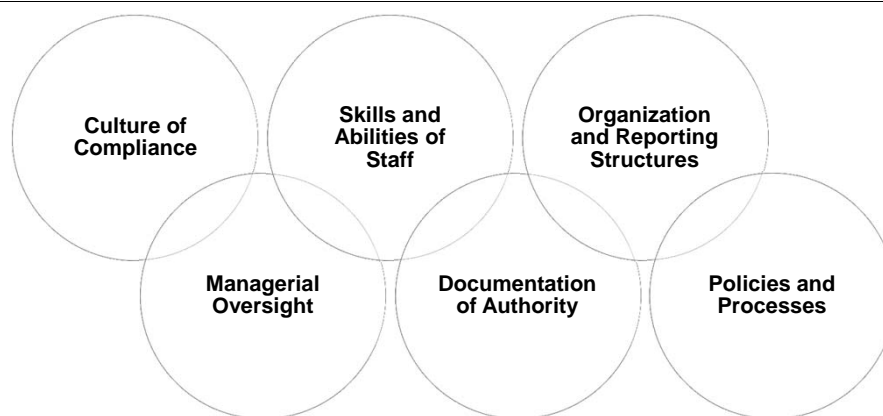 Culture of
Compliance
Skills and
Abilities of
Staff
Organization
and Reporting
Structures
Managerial
Oversight
Documentation
of Authority
Policies and
Processes